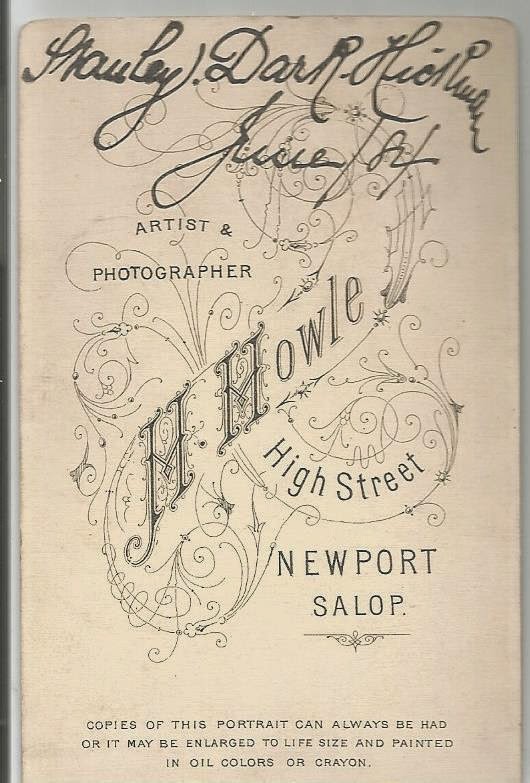 Stanley J. Dark-Hickman
June/84
ARTIST &
PHOTOGRAPHER
H. Howle
High Street
NEWPORT
SALOP.
COPIES OF THIS PORTRAIT CAN ALWAYS BE HAD
OR IT MAY BE ENLARGED TO LIFE SIZE AND PAINTED
IN OIL COLORS OR CRAYON.